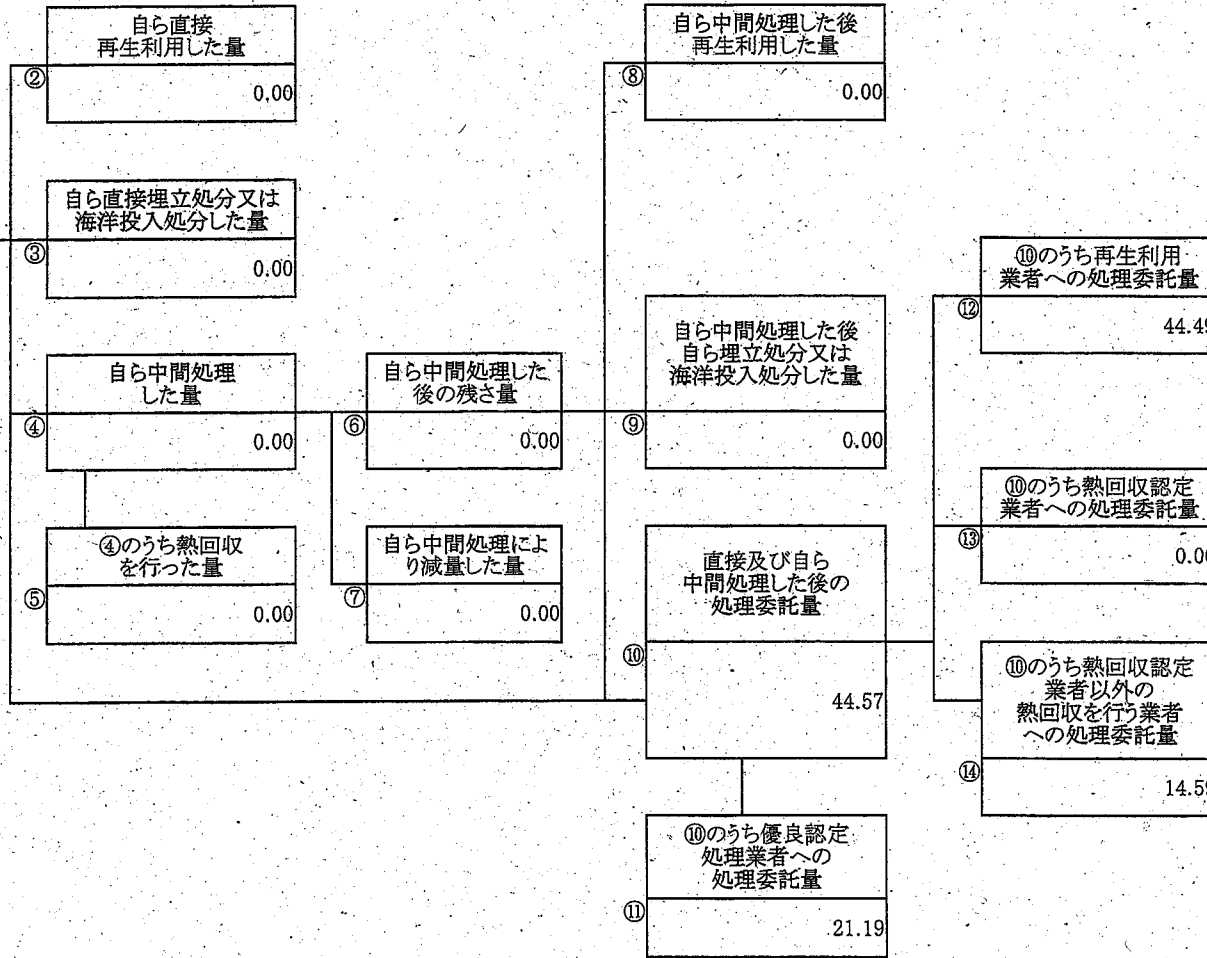 自ら直接
再生利用した量
②
0.00
自ら直接埋立処分又は
海洋投入処分した量
③
0.00
自ら中間処理
した量
④
0.00
④のうち熱回収
を行った量
⑤
0.00
自ら中間処理した
後の残さ量
⑥
0.00
自ら中間処理によ
り減量した量
⑦
0.00
自ら中間処理した後
再生利用した量
⑧
0.00
自ら中間処理した後
自ら埋立処分又は
海洋投入処分した量
⑨
0.00
直接及び自ら
中間処理した後の
処理委託量
⑩
44.57
⑩のうち優良認定
処理業者への
処理委託量
⑪
21.19
⑩のうち再生利用
業者への処理委託量
⑫
44.49
⑩のうち熱回収認定
業者への処理委託量
⑬
0.00
⑩のうち熱回収認定
業者以外の
熱回収を行う業者
への処理委託量
⑭
14.59